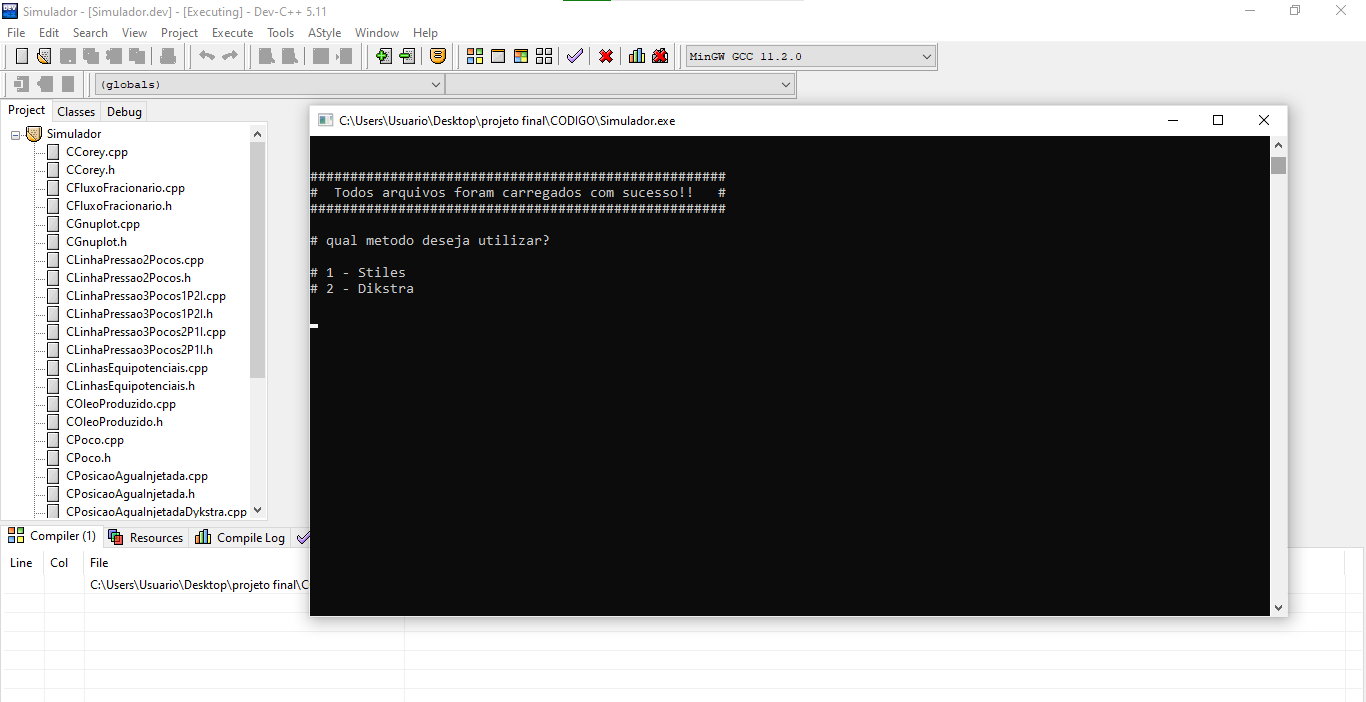 Simulador - [Simulador.dev] - [Executing] - Dev-C++ 5.11
File Edit Search View Project Execute Tools AStyle Window Help
MinGW GCC 11.2.0
(globals)
Project Classes Debug
Simulador
CCorey.cpp
CCorey.h
CFluxoFracionario.cpp
CFluxoFracionario.h
CGnuplot.cpp
CGnuplot.h
CLinhaPressao2Pocos.cpp
CLinhaPressao2Pocos.h
CLinhaPressao3Pocos1P2I.cpp
CLinhaPressao3Pocos1P2I.h
CLinhaPressao3Pocos2P1I.cpp
CLinhaPressao3Pocos2P1I.h
CLinhasEquipotenciais.cpp
CLinhasEquipotenciais.h
COleoProduzido.cpp
COleoProduzido.h
CPoco.cpp
CPoco.h
CPosicaoAguaInjetada.cpp
CPosicaoAguaInjetada.h
CPosicaoAguaInjetadaDykstra.cpp
C:\Users\Usuario\Desktop\projeto final\CODIGO\Simulador.exe
####################################################
#  Todos arquivos foram carregados com sucesso!!   #
####################################################
# qual metodo deseja utilizar?
# 1 - Stiles
# 2 - Dikstra
Compiler (1) Resources Compile Log
Line Col File
C:\Users\Usuario\Desktop\projeto final\C